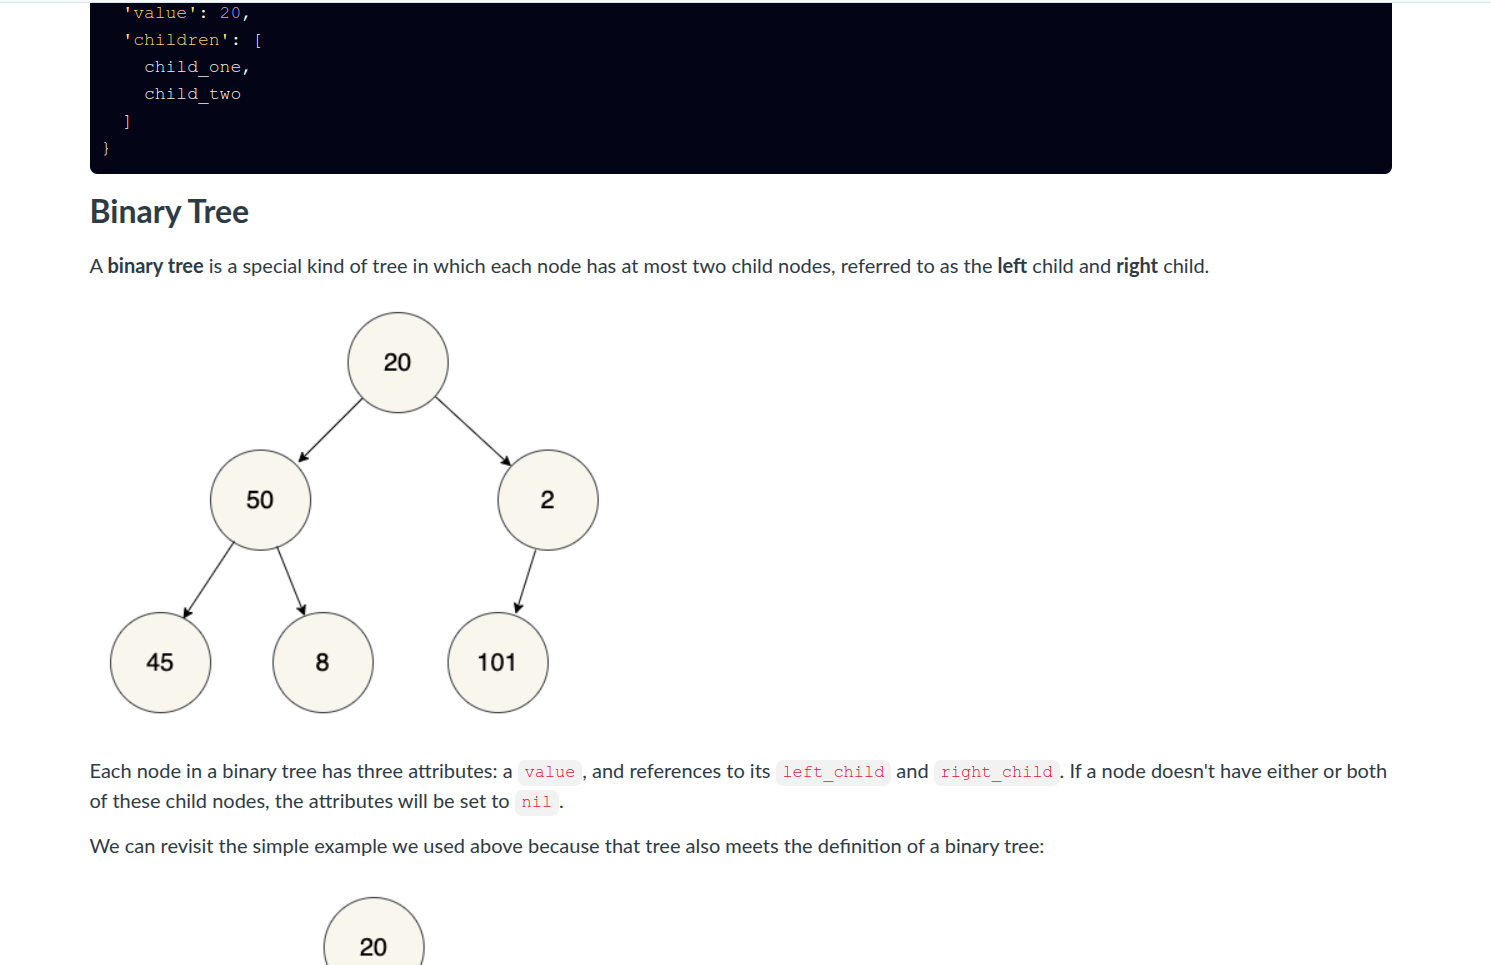 'value': 20,
'children': [
child_one,
child_two
]
}
Binary Tree
A binary tree is a special kind of tree in which each node has at most two child nodes, referred to as the left child and right child.
20
50
2
45
8
101
Each node in a binary tree has three attributes: a value , and references to its left_child and right_child . If a node doesn't have either or both
of these child nodes, the attributes will be set to nil .
We can revisit the simple example we used above because that tree also meets the definition of a binary tree:
20